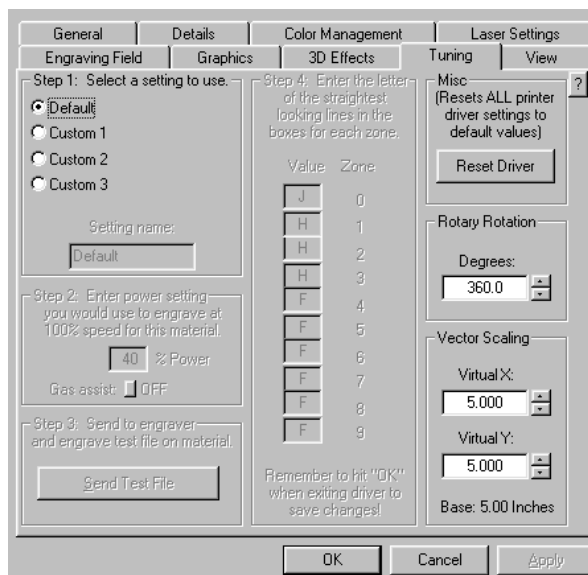 General Details Color Management Laser Settings
Engraving Field Graphics 3D Effects Tuning View
Step 1: Select a setting to use.
Default
Custom 1
Custom 2
Custom 3
Setting name:
Default
Step 2: Enter power setting
you would use to engrave at
100% speed for this material.
40 % Power
Gas assist: OFF
Step 3: Send to engraver
and engrave test file on material.
Send Test File
Step 4: Enter the letter
of the straightest
looking lines in the
boxes for each zone.
Value Zone
J 0
H 1
H 2
H 3
F 4
F 5
F 6
F 7
F 8
F 9
Remember to hit "OK"
when exiting driver to
save changes!
Misc
(Resets ALL printer
driver settings to
default values)
Reset Driver
?
Rotary Rotation
Degrees:
360.0
Vector Scaling
Virtual X:
5.000
Virtual Y:
5.000
Base: 5.00 Inches
OK Cancel Apply